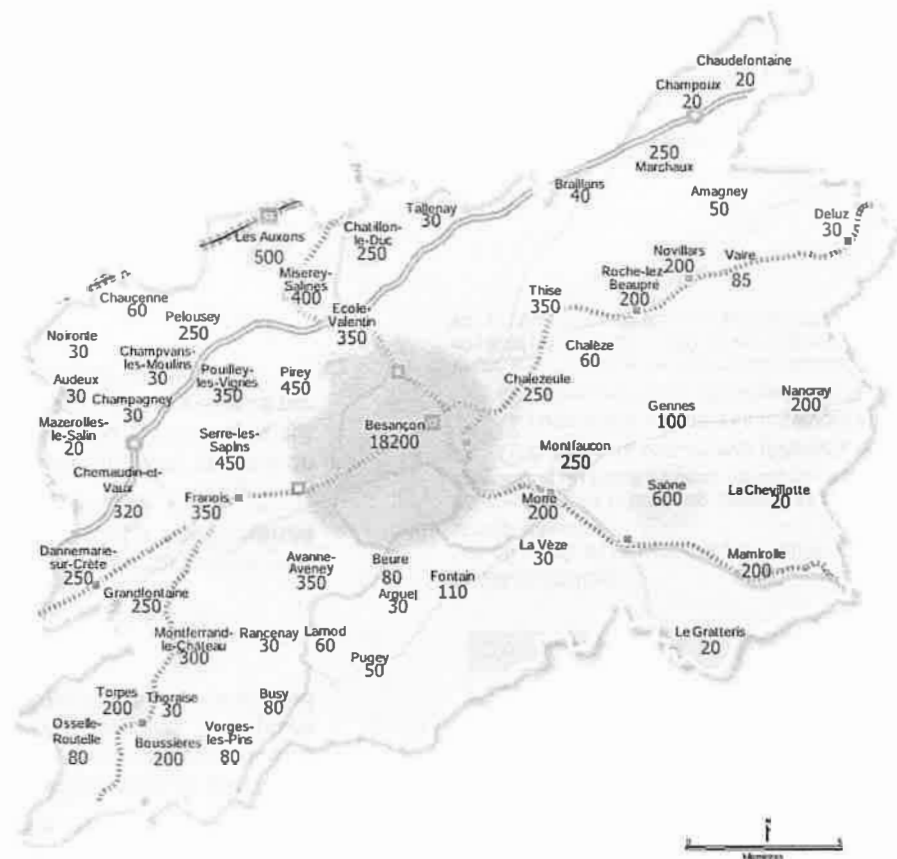 Chaudefontaine
20
Champoux
20
250
Marchaux
Braillans
40
Amagney
50
Deluz
30
Tallenay
30
Chatillon-
le-Duc
250
Les Auxons
500
Miserey-
Salines
400
Novillars
200
Vaire
85
Roche-lez-
Beaupré
200
Thise
350
Chaucenne
60
Pelousey
250
Ecole-
Valentin
350
Noironte
30
Champvans-
les-Moulins
30
Chalèze
60
Audeux
30
Pouilley-
les-Vignes
350
Pirey
450
Chalezeule
250
Nancray
200
Champagney
30
Gennes
100
Mazerolles-
le-Salin
20
Serre-les-
Sapins
450
Besançon
18200
Montfaucon
250
Chemaudin-et-
Vaux
320
Franois
350
Morre
200
Saône
600
La Chevillotte
20
Dannemarie-
sur-Crète
250
Avanne-
Aveney
350
Beure
80
La Vèze
30
Mamirolle
200
Grandfontaine
250
Arguel
30
Fontain
110
Montferrand-
le-Château
300
Rancenay
30
Larnod
60
Le Gratteris
20
Pugey
50
Torpes
200
Thoraise
30
Busy
80
Osselle-
Routelle
80
Boussières
200
Vorges-
les-Pins
80